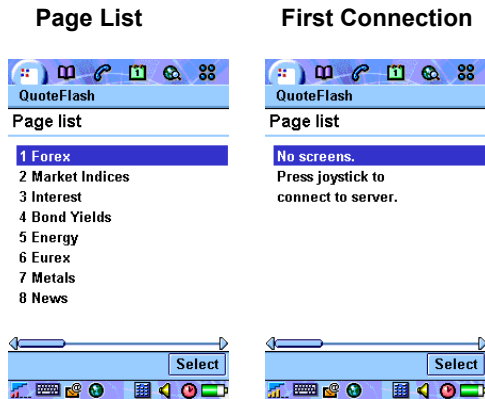 Page List
QuoteFlash
Page list
1 Forex
2 Market Indices
3 Interest
4 Bond Yields
5 Energy
6 Eurex
7 Metals
8 News
Select
First Connection
QuoteFlash
Page list
No screens.
Press joystick to
connect to server.
Select